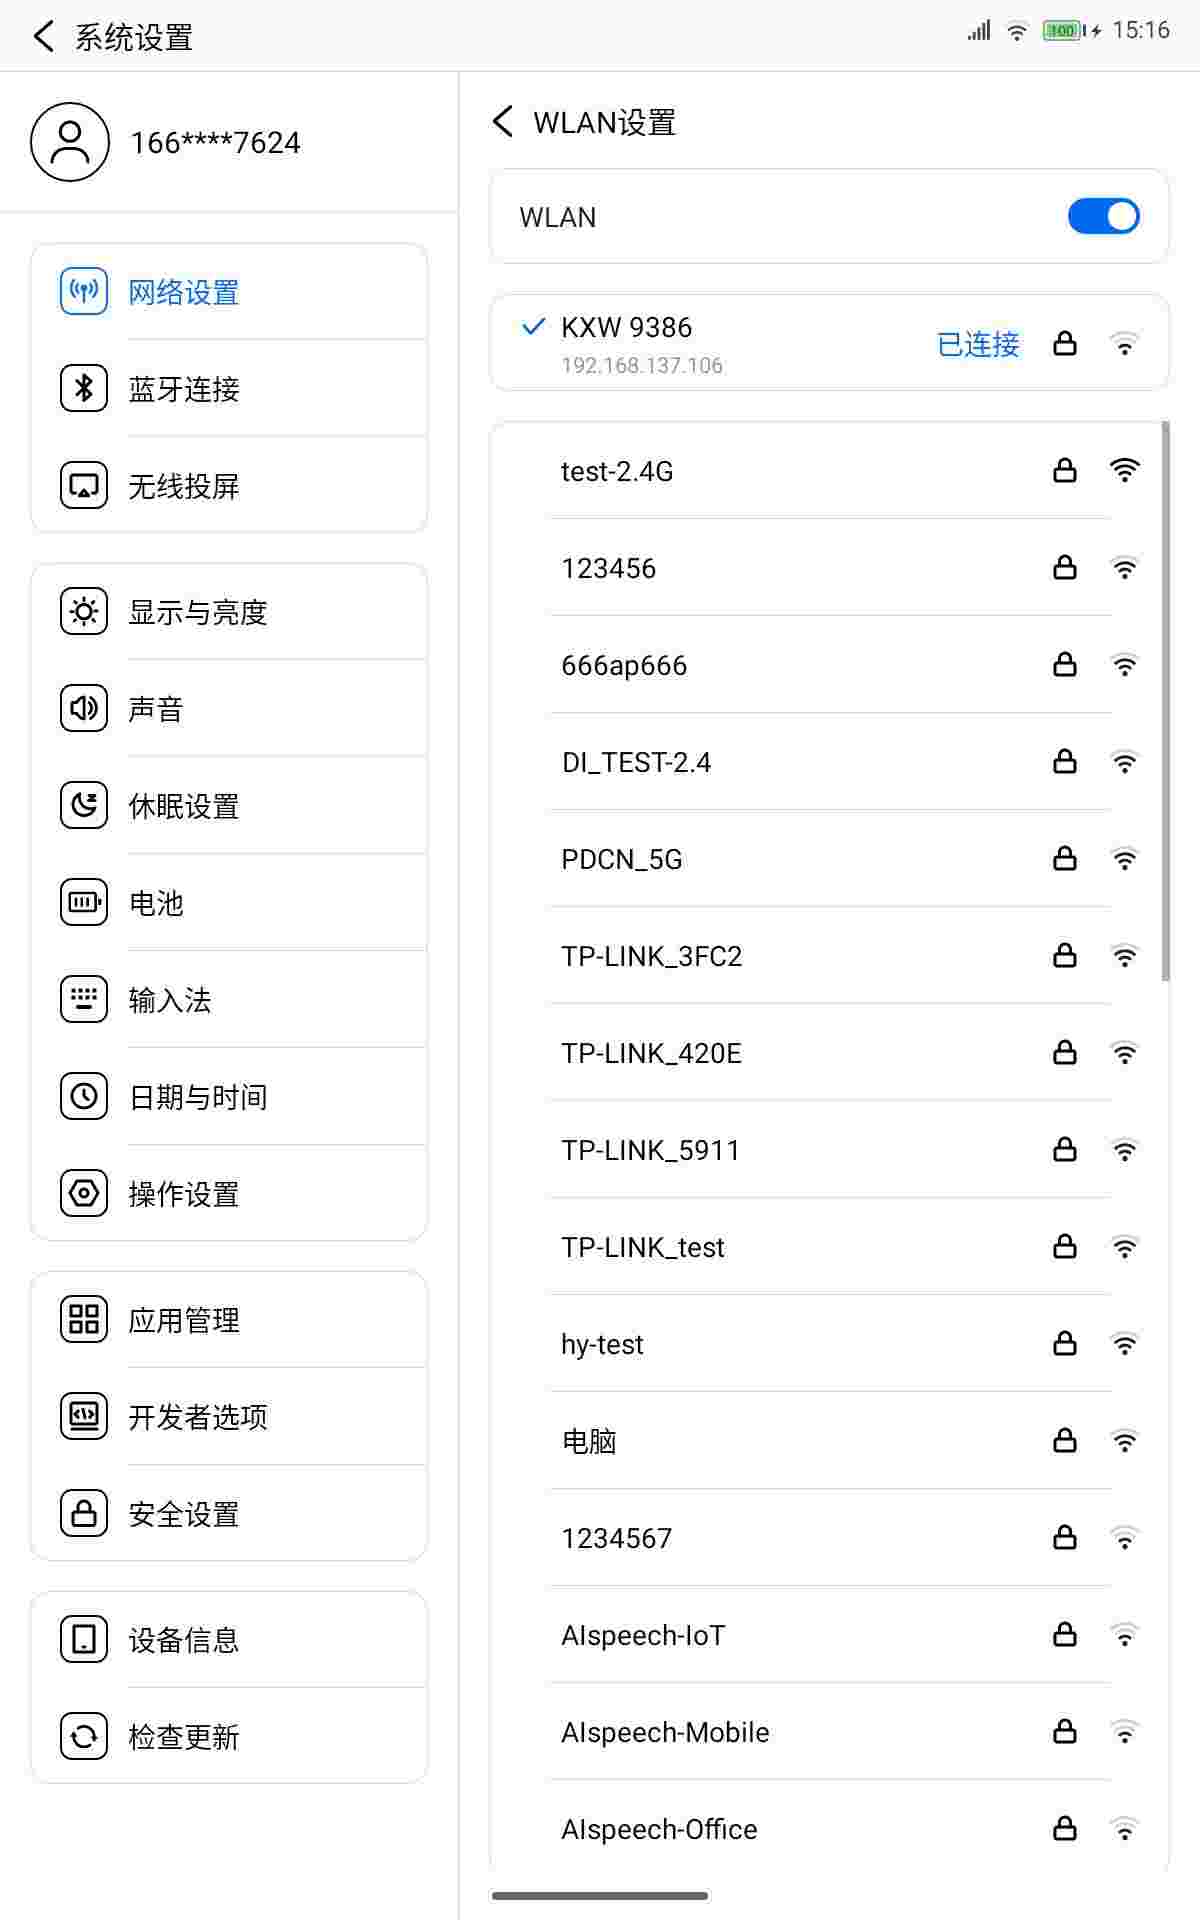 系统设置
100
15:16
166****7624
网络设置
蓝牙连接
无线投屏
显示与亮度
声音
休眠设置
电池
输入法
日期与时间
操作设置
应用管理
开发者选项
安全设置
设备信息
检查更新
WLAN设置
WLAN
KXW 9386
192.168.137.106
已连接
test-2.4G
123456
666ap666
DI_TEST-2.4
PDCN_5G
TP-LINK_3FC2
TP-LINK_420E
TP-LINK_5911
TP-LINK_test
hy-test
电脑
1234567
AIspeech-IoT
AIspeech-Mobile
AIspeech-Office